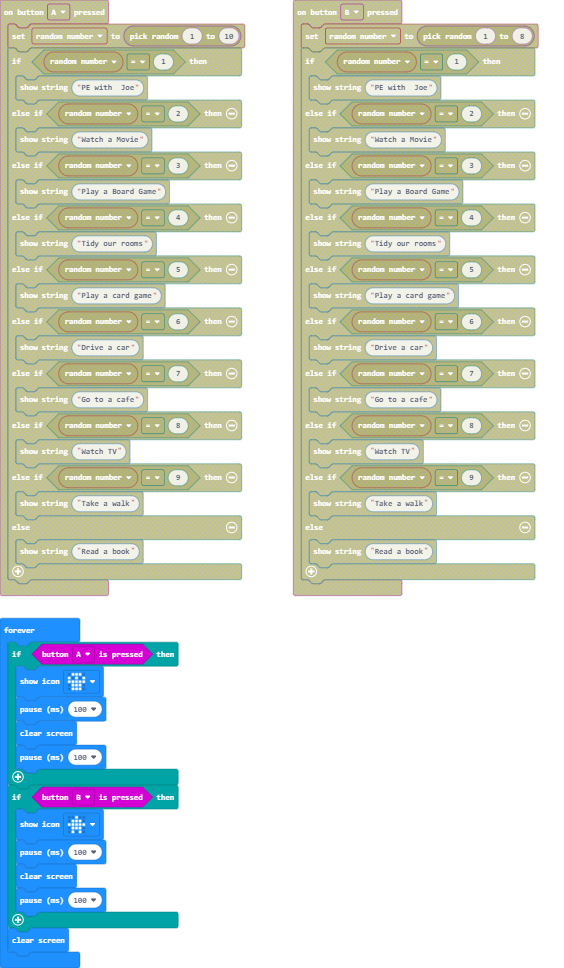 on button A pressed
set random number to pick random 1 to 10
if random number = 1 then
show string "PE with  Joe"
else if random number = 2 then
show string "Watch a Movie"
else if random number = 3 then
show string "Play a Board Game"
else if random number = 4 then
show string "Tidy our rooms"
else if random number = 5 then
show string "Play a card game"
else if random number = 6 then
show string "Drive a car"
else if random number = 7 then
show string "Go to a cafe"
else if random number = 8 then
show string "Watch TV"
else if random number = 9 then
show string "Take a walk"
else
show string "Read a book"
on button B pressed
set random number to pick random 1 to 8
if random number = 1 then
show string "PE with  Joe"
else if random number = 2 then
show string "Watch a Movie"
else if random number = 3 then
show string "Play a Board Game"
else if random number = 4 then
show string "Tidy our rooms"
else if random number = 5 then
show string "Play a card game"
else if random number = 6 then
show string "Drive a car"
else if random number = 7 then
show string "Go to a cafe"
else if random number = 8 then
show string "Watch TV"
else if random number = 9 then
show string "Take a walk"
else
show string "Read a book"
forever
if button A is pressed then
show icon
pause (ms) 100
clear screen
pause (ms) 100
if button B is pressed then
show icon
pause (ms) 100
clear screen
pause (ms) 100
clear screen